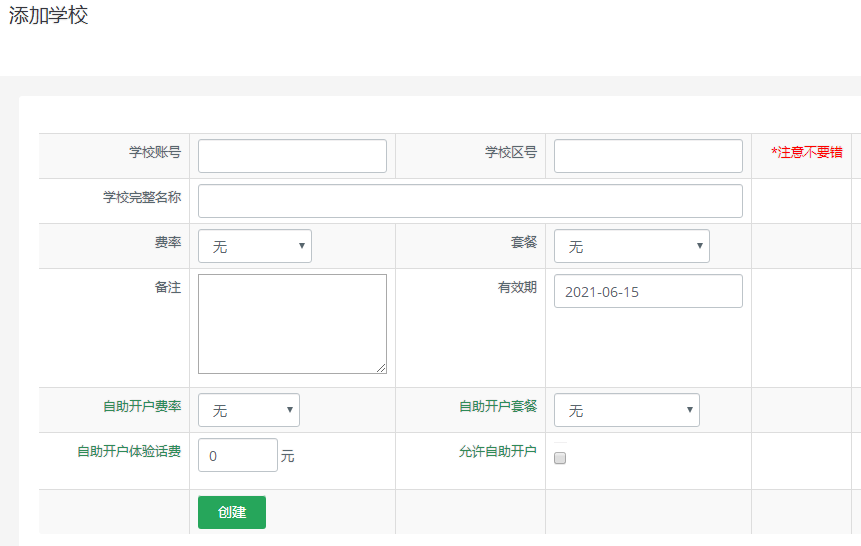 添加学校
学校账号 学校区号 *注意不要错
学校完整名称
费率 无 套餐 无
备注 有效期 2021-06-15
自助开户费率 无 自助开户套餐 无
自助开户体验话费 0 元 允许自助开户
创建